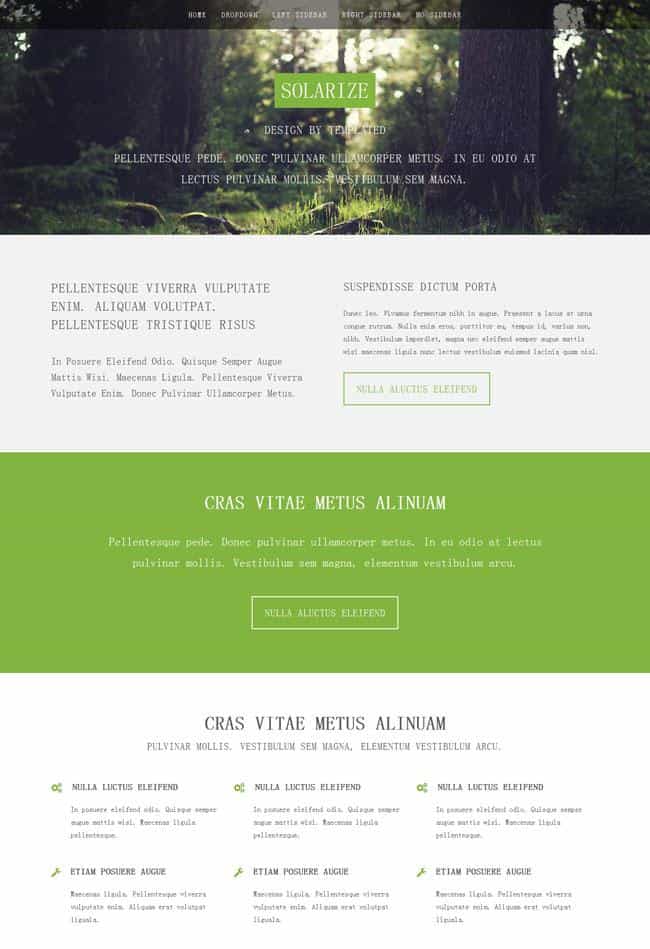 HOME DROPDOWN LEFT SIDEBAR RIGHT SIDEBAR NO SIDEBAR
SOLARIZE
DESIGN BY TEMPLATED
PELLENTESQUE PEDE. DONEC PULVINAR ULLAMCORPER METUS. IN EU ODIO AT
LECTUS PULVINAR MOLLIS. VESTIBULUM SEM MAGNA.
PELLENTESQUE VIVERRA VULPUTATE
ENIM. ALIQUAM VOLUTPAT.
PELLENTESQUE TRISTIQUE RISUS
In Posuere Eleifend Odio. Quisque Semper Augue
Mattis Wisi. Maecenas Ligula. Pellentesque Viverra
Vulputate Enim. Donec Pulvinar Ullamcorper Metus.
SUSPENDISSE DICTUM PORTA
Donec leo. Vivamus fermentum nibh in augue. Praesent a lacus at urna
congue rutrum. Nulla enim eros, porttitor eu, tempus id, varius non,
nibh. Vestibulum imperdiet, magna nec eleifend semper augue mattis
wisi maecenas ligula nunc lectus vestibulum euismod lacinia quam nisl.
NULLA ALUCTUS ELEIFEND
CRAS VITAE METUS ALINUAM
Pellentesque pede. Donec pulvinar ullamcorper metus. In eu odio at lectus
pulvinar mollis. Vestibulum sem magna, elementum vestibulum arcu.
NULLA ALUCTUS ELEIFEND
CRAS VITAE METUS ALINUAM
PULVINAR MOLLIS. VESTIBULUM SEM MAGNA, ELEMENTUM VESTIBULUM ARCU.
NULLA LUCTUS ELEIFEND
In posuere eleifend odio. Quisque semper
augue mattis wisi. Maecenas ligula
pellentesque.
NULLA LUCTUS ELEIFEND
In posuere eleifend odio. Quisque semper
augue mattis wisi. Maecenas ligula
pellentesque.
NULLA LUCTUS ELEIFEND
In posuere eleifend odio. Quisque semper
augue mattis wisi. Maecenas ligula
pellentesque.
ETIAM POSUERE AUGUE
Maecenas ligula. Pellentesque viverra
vulputate enim. Aliquam erat volutpat
liguala.
ETIAM POSUERE AUGUE
Maecenas ligula. Pellentesque viverra
vulputate enim. Aliquam erat volutpat
liguala.
ETIAM POSUERE AUGUE
Maecenas ligula. Pellentesque viverra
vulputate enim. Aliquam erat volutpat
liguala.